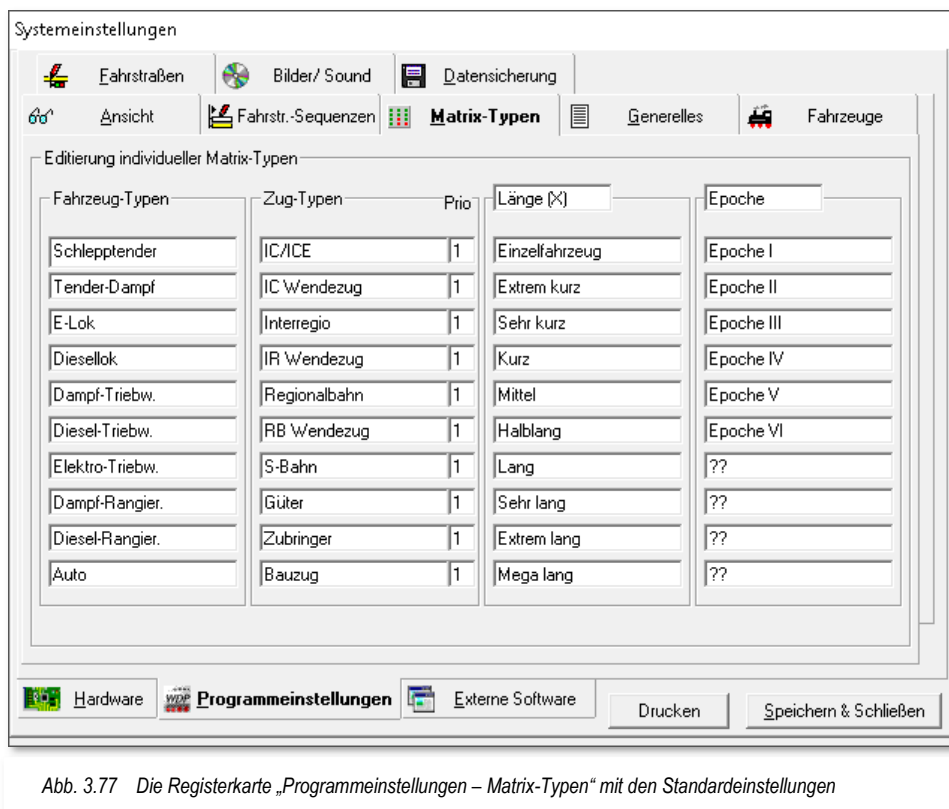 Systemeinstellungen
Fahrstraßen Bilder/ Sound Datensicherung
Ansicht Fahrstr.-Sequenzen Matrix-Typen Generelles Fahrzeuge
Editierung individueller Matrix-Typen
Fahrzeug-Typen Zug-Typen Prio Länge (X) Epoche
Schlepptender IC/ICE 1 Einzelfahrzeug Epoche I
Tender-Dampf IC Wendezug 1 Extrem kurz Epoche II
E-Lok Interregio 1 Sehr kurz Epoche III
Diesellok IR Wendezug 1 Kurz Epoche IV
Dampf-Triebw. Regionalbahn 1 Mittel Epoche V
Diesel-Triebw. RB Wendezug 1 Halblang Epoche VI
Elektro-Triebw. S-Bahn 1 Lang ??
Dampf-Rangier. Güter 1 Sehr lang ??
Diesel-Rangier. Zubringer 1 Extrem lang ??
Auto Bauzug 1 Mega lang ??
Hardware WDP Programmeinstellungen Externe Software Drucken Speichern & Schließen
Abb. 3.77 Die Registerkarte „Programmeinstellungen – Matrix-Typen“ mit den Standardeinstellungen